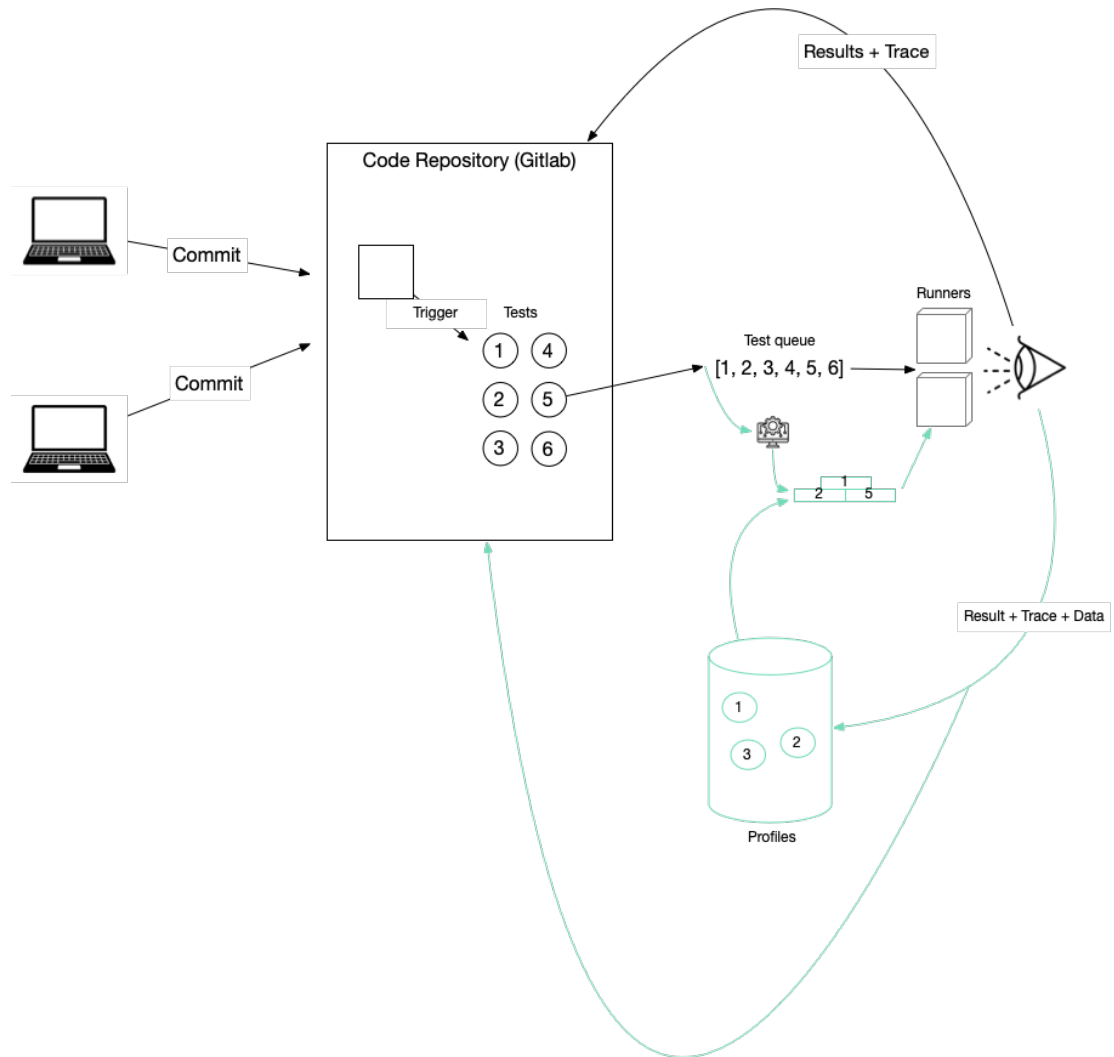 Results + Trace
Code Repository (Gitlab)
Commit
Trigger
Tests
1
4
2
5
3
6
Commit
Test queue
[1, 2, 3, 4, 5, 6]
Runners
1
2
5
Result + Trace + Data
1
3
2
Profiles